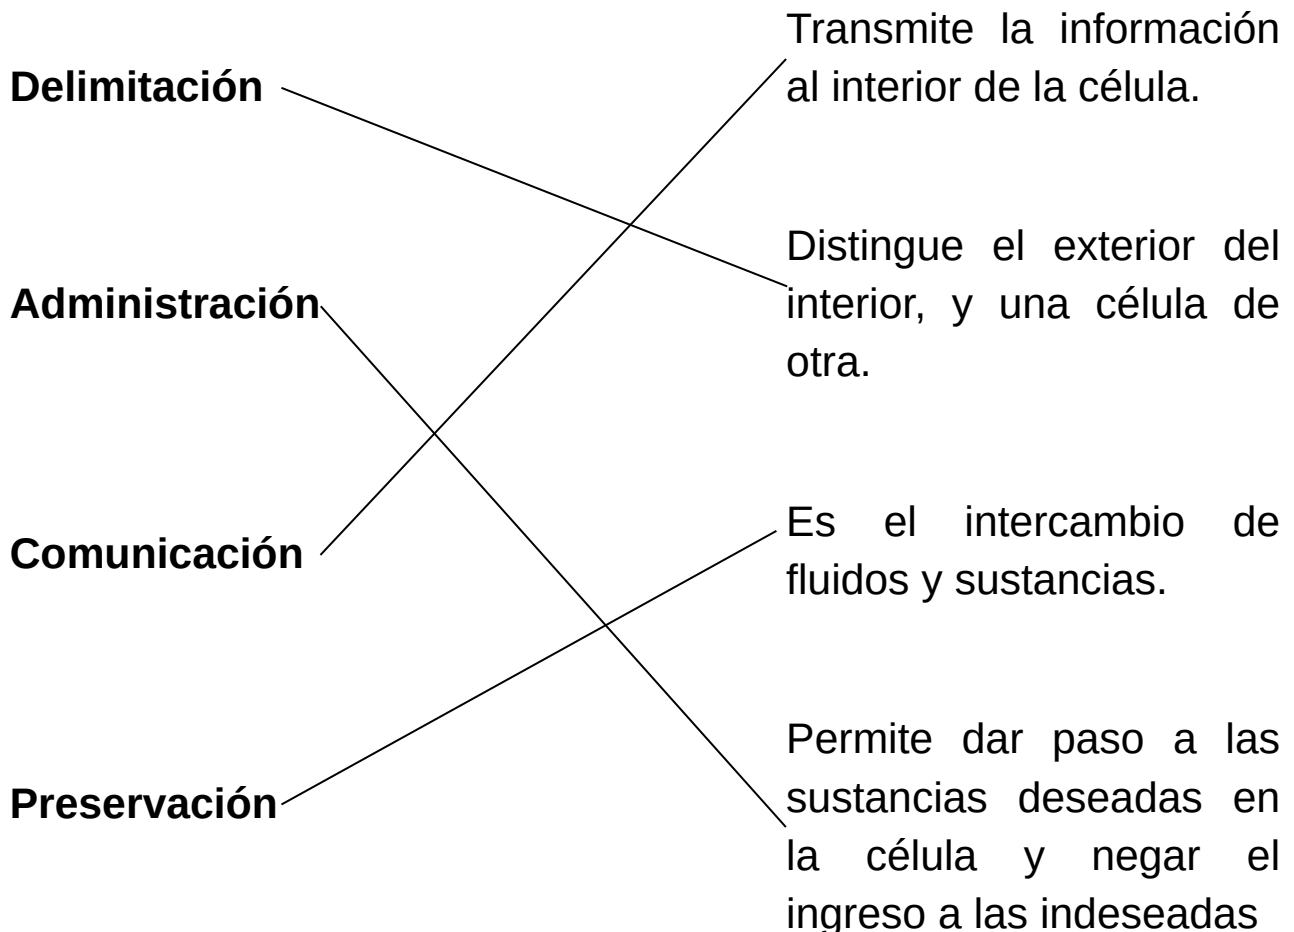 Transmite la información
Delimitación
al interior de la célula.
Distingue el exterior del
Administración
interior, y una célula de
otra.
Es el intercambio de
Comunicación
fluidos y sustancias.
Permite dar paso a las
Preservación
sustancias deseadas en
la célula y negar el
ingreso a las indeseadas